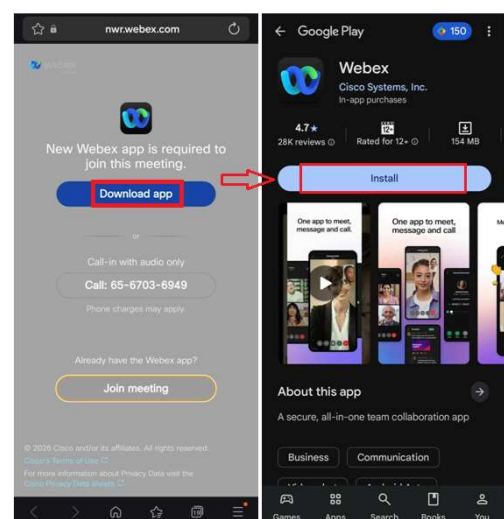 nwr.webex.com
webex
New Webex app is required to
join this meeting.
Download app
or
Call-in with audio only
Call: 65-6703-6949
Phone charges may apply.
Already have the Webex app?
Join meeting
© 2026 Cisco and/or its affiliates. All rights reserved.
Cisco's Terms of Use
For more information about Privacy Data visit the
Cisco Privacy Data sheets
19
Google Play
150
Webex
Cisco Systems, Inc.
In-app purchases
4.7★
28K reviews
12+
Rated for 12+
154 MB
Install
One app to meet,
message and call.
One app to meet,
message and call
About this app
A secure, all-in-one team collaboration app
Business
Communication
Games
Apps
Search
Books
You